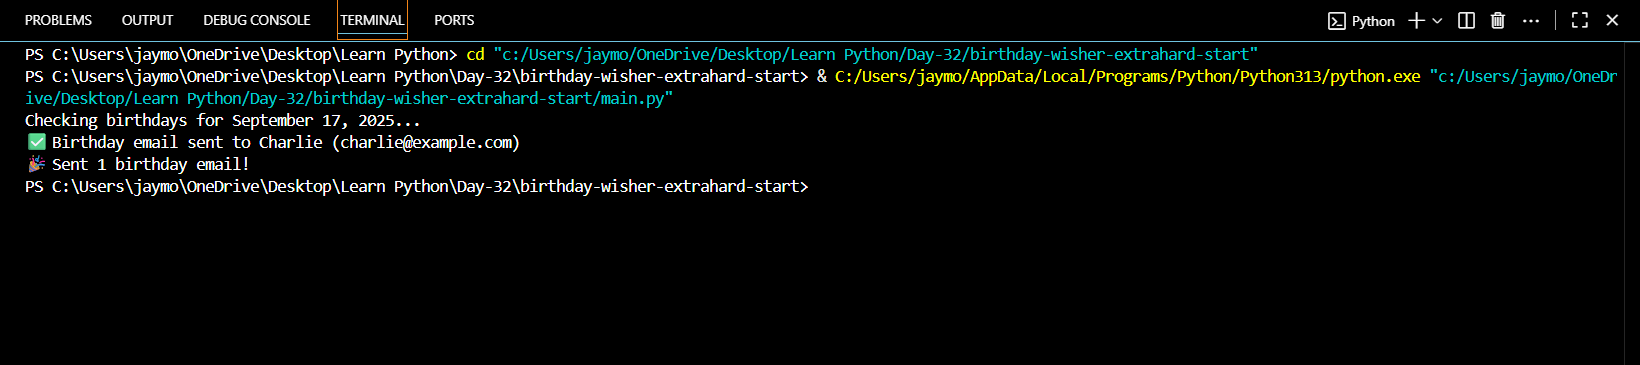 PROBLEMS OUTPUT DEBUG CONSOLE TERMINAL PORTS Python
PS C:\Users\jaymo\OneDrive\Desktop\Learn Python> cd "c:/Users/jaymo/OneDrive/Desktop/Learn Python/Day-32/birthday-wisher-extrahard-start"
PS C:\Users\jaymo\OneDrive\Desktop\Learn Python\Day-32\birthday-wisher-extrahard-start> & C:/Users/jaymo/AppData/Local/Programs/Python/Python313/python.exe "c:/Users/jaymo/OneDr
ive/Desktop/Learn Python/Day-32/birthday-wisher-extrahard-start/main.py"
Checking birthdays for September 17, 2025...
✅ Birthday email sent to Charlie (charlie@example.com)
🎉 Sent 1 birthday email!
PS C:\Users\jaymo\OneDrive\Desktop\Learn Python\Day-32\birthday-wisher-extrahard-start>